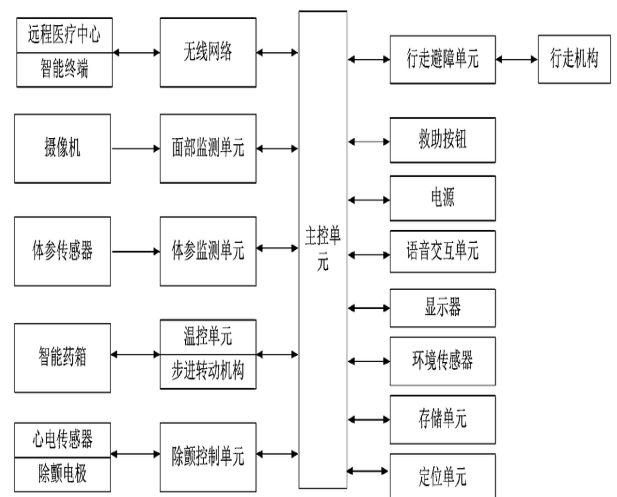 远程医疗中心
智能终端
无线网络
行走避障单元
行走机构
摄像机
面部监测单元
救助按钮
电源
体参传感器
体参监测单元
主控单
元
语音交互单元
显示器
智能药箱
温控单元
步进转动机构
环境传感器
存储单元
心电传感器
除颤电极
除颤控制单元
定位单元